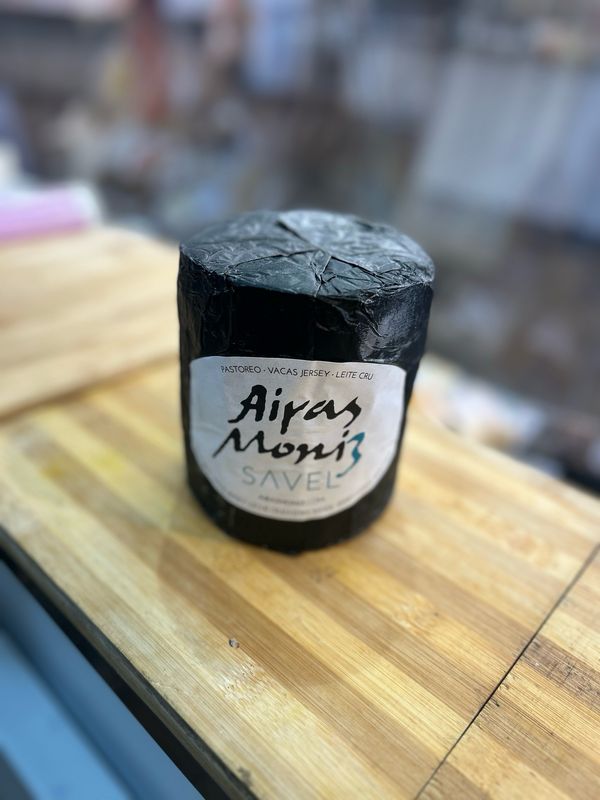 PASTOREO · VACAS JERSEY · LEITE CRU
Airas
Moniz
SAVEL